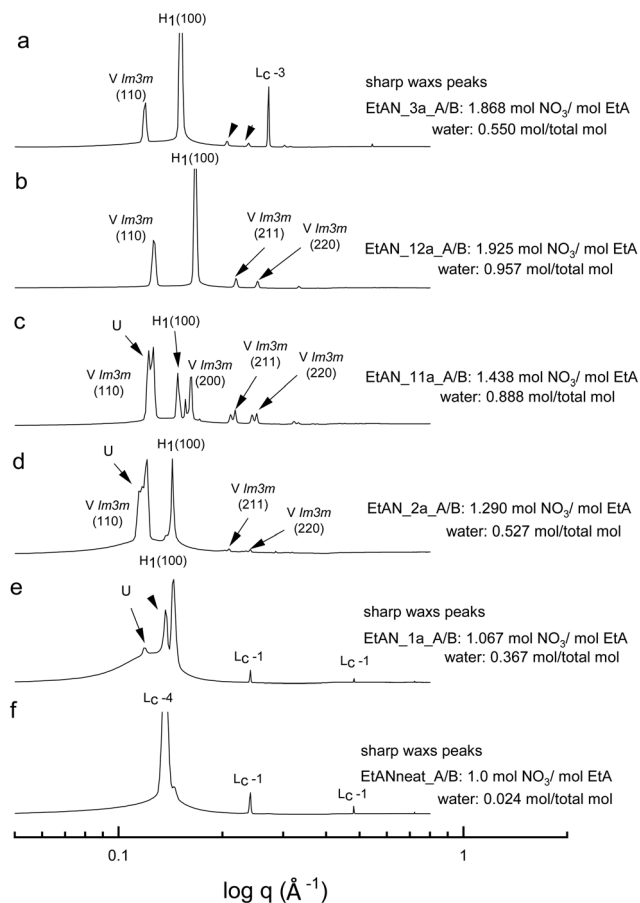 a
H1(100)
V Im3m
(110)
LC -3
sharp waxs peaks
EtAN_3a_A/B: 1.868 mol NO3/ mol EtA
water: 0.550 mol/total mol
b
H1(100)
V Im3m
(110)
V Im3m
(211)
V Im3m
(220)
EtAN_12a_A/B: 1.925 mol NO3/ mol EtA
water: 0.957 mol/total mol
c
U
H1(100)
V Im3m
(110)
V Im3m
(200)
V Im3m
(211)
V Im3m
(220)
EtAN_11a_A/B: 1.438 mol NO3/ mol EtA
water: 0.888 mol/total mol
d
U
H1(100)
V Im3m
(110)
V Im3m
(211)
V Im3m
(220)
EtAN_2a_A/B: 1.290 mol NO3/ mol EtA
water: 0.527 mol/total mol
e
H1(100)
U
LC -1
LC -1
sharp waxs peaks
EtAN_1a_A/B: 1.067 mol NO3/ mol EtA
water: 0.367 mol/total mol
f
LC -4
LC -1
LC -1
sharp waxs peaks
EtANneat_A/B: 1.0 mol NO3/ mol EtA
water: 0.024 mol/total mol
0.1
1
log q (Å-1)